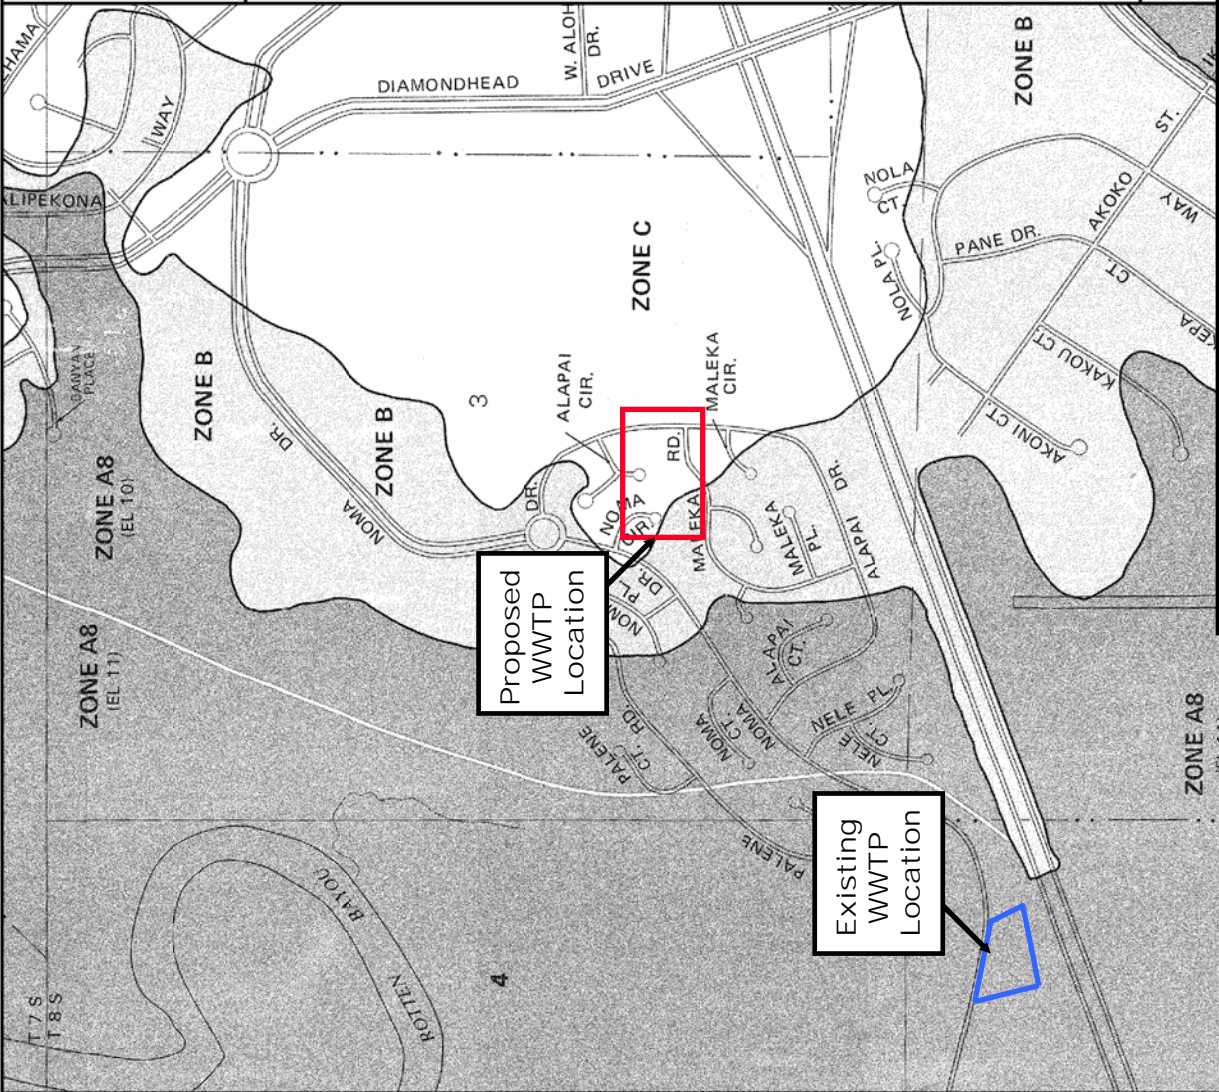 W. ALOH
DR.
DIAMONDHEAD
DRIVE
WAY
ZONE B
ST.
AKOKO
WAY
NOLA
CT.
PANE DR.
NOLA PL.
CT.
KEPA
KAKOU CT
AKONI CT
ZONE C
3
ALAPAI
CIR.
MALEKA
CIR.
RD.
BANYAN
PLACE
ZONE B
ZONE B
DR.
NOMA
DR.
NOMA
CIR.
MALEKA
MALEKA
PL.
ALAPAI
DR.
ZONE A8
(EL 10)
ZONE A8
(EL 11)
Proposed
WWTP
Location
DR.
PL.
NOM
ALAPAI
CT.
PALENE
CT.
RD.
NOMA
CT.
NOMA
NELE PL.
NELE
CT.
ZONE A8
PALENE
Existing
WWTP
Location
BAYOU
ROTTEN
4
T 7 S
T 8 S